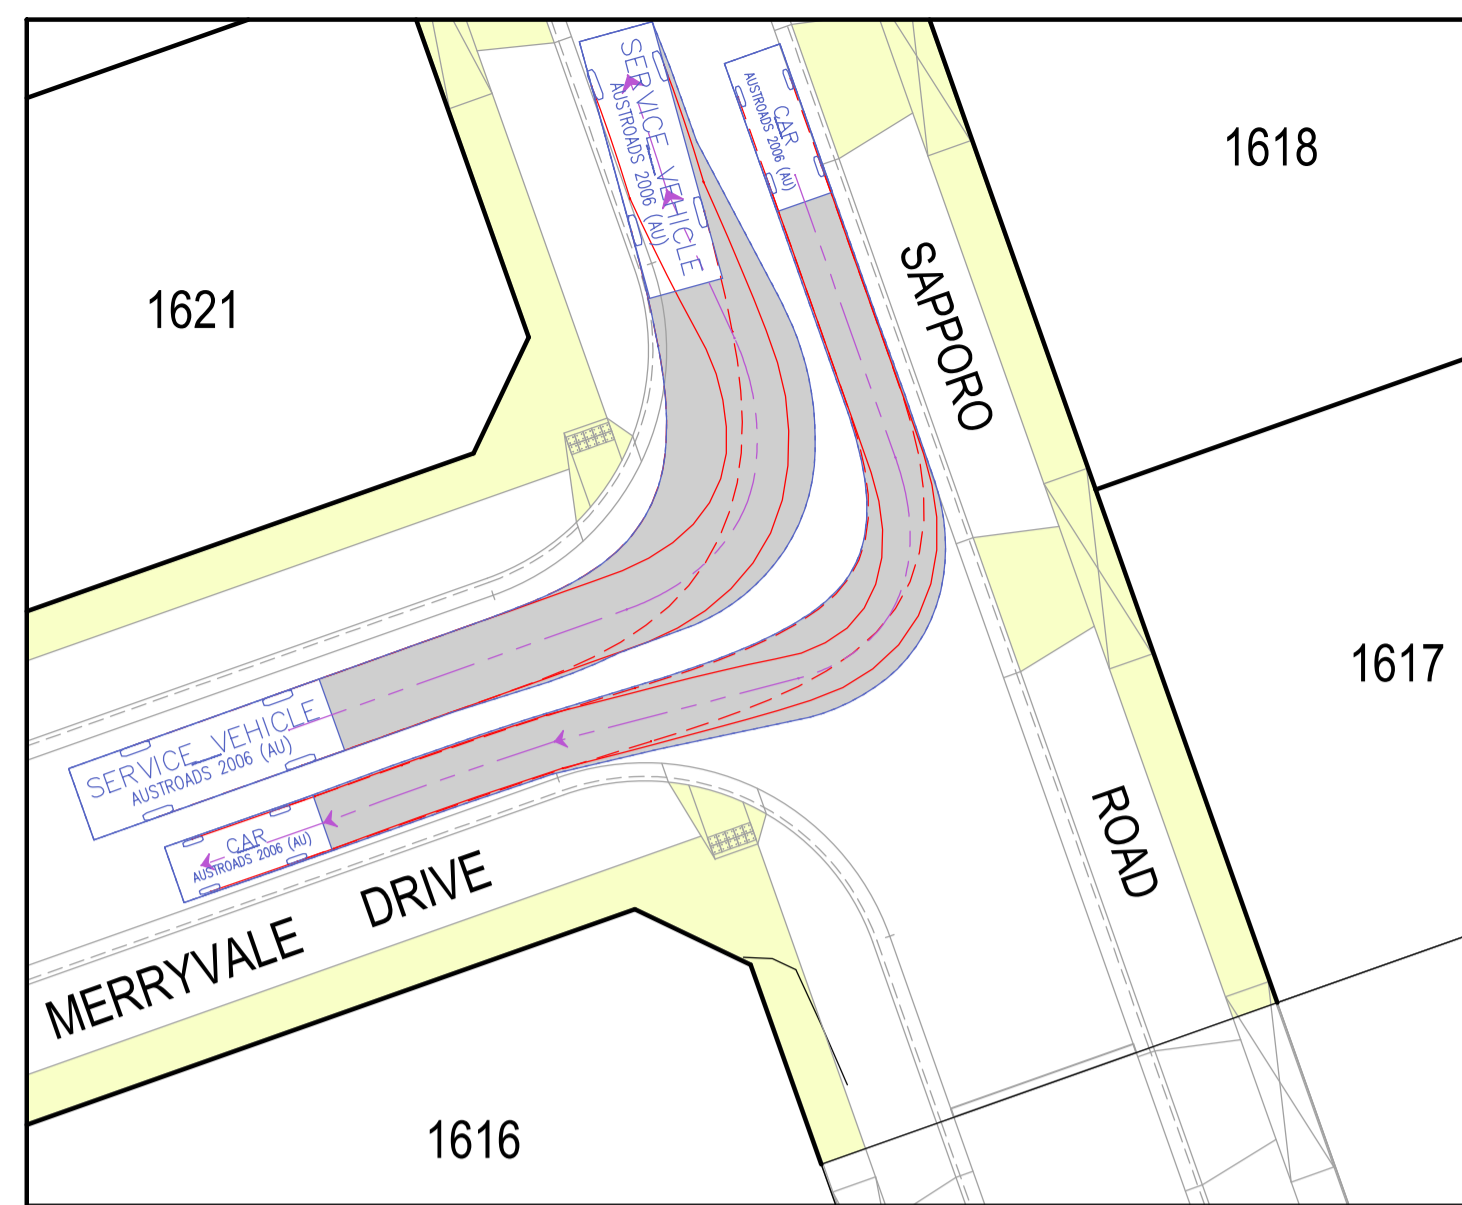 SERVICE VEHICLE
AUSTROADS 2006 (AU)
CAR
AUSTROADS 2006 (AU)
1618
1621
SAPPORO
ROAD
1617
SERVICE VEHICLE
AUSTROADS 2006 (AU)
CAR
AUSTROADS 2006 (AU)
MERRYVALE DRIVE
1616